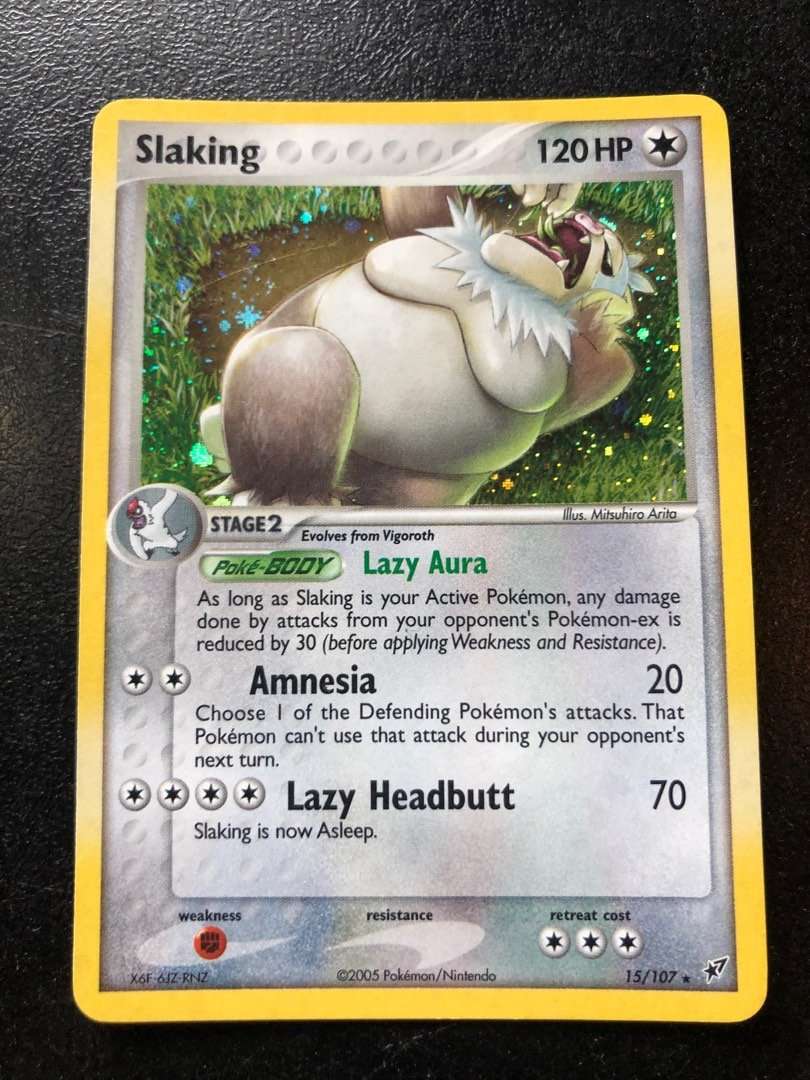 Slaking 120 HP
Illus. Mitsuhiro Arita
STAGE 2
Evolves from Vigoroth
Poké-BODY Lazy Aura
As long as Slaking is your Active Pokémon, any damage
done by attacks from your opponent's Pokémon-ex is
reduced by 30 (before applying Weakness and Resistance).
Amnesia 20
Choose 1 of the Defending Pokémon's attacks. That
Pokémon can't use that attack during your opponent's
next turn.
Lazy Headbutt 70
Slaking is now Asleep.
weakness resistance retreat cost
X6F-6JZ-RNZ ©2005 Pokémon/Nintendo 15/107 ★